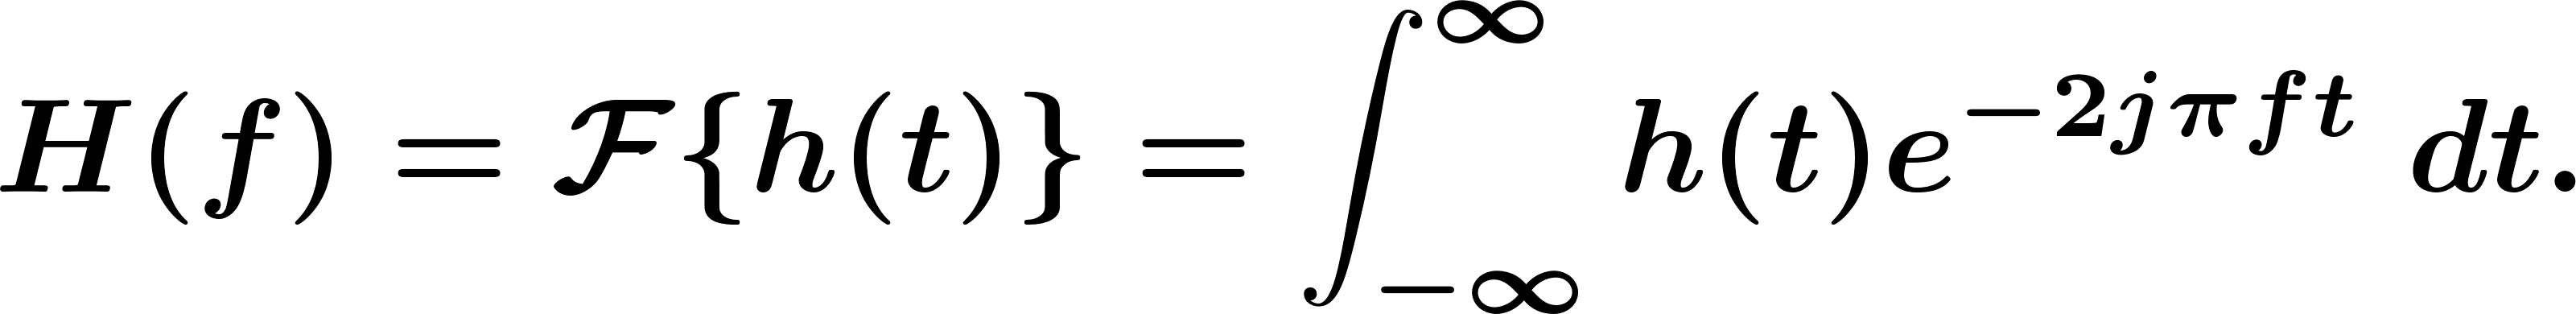 H(f) = ℱ{h(t)} = ∫_{-∞}^{∞} h(t)e^{-2jπft} dt.